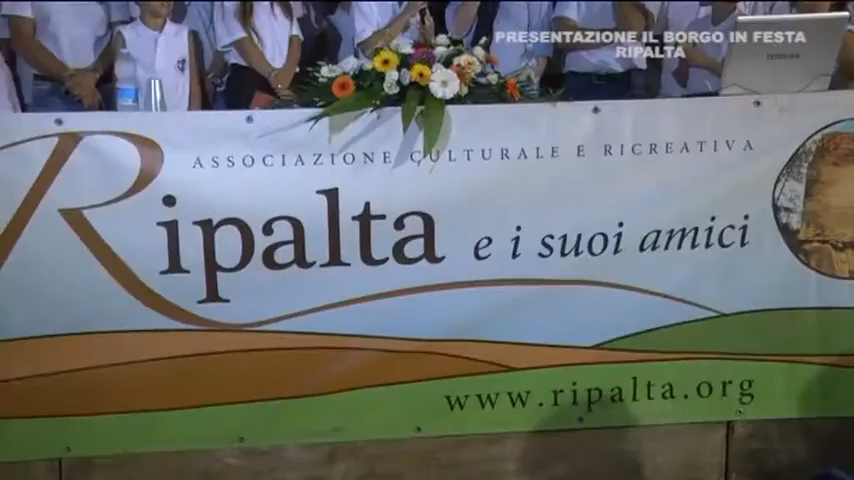 PRESENTAZIONE IL BORGO IN FESTA
RIPALTA
ASSOCIAZIONE CULTURALE E RICREATIVA
Ripalta e i suoi amici
www.ripalta.org